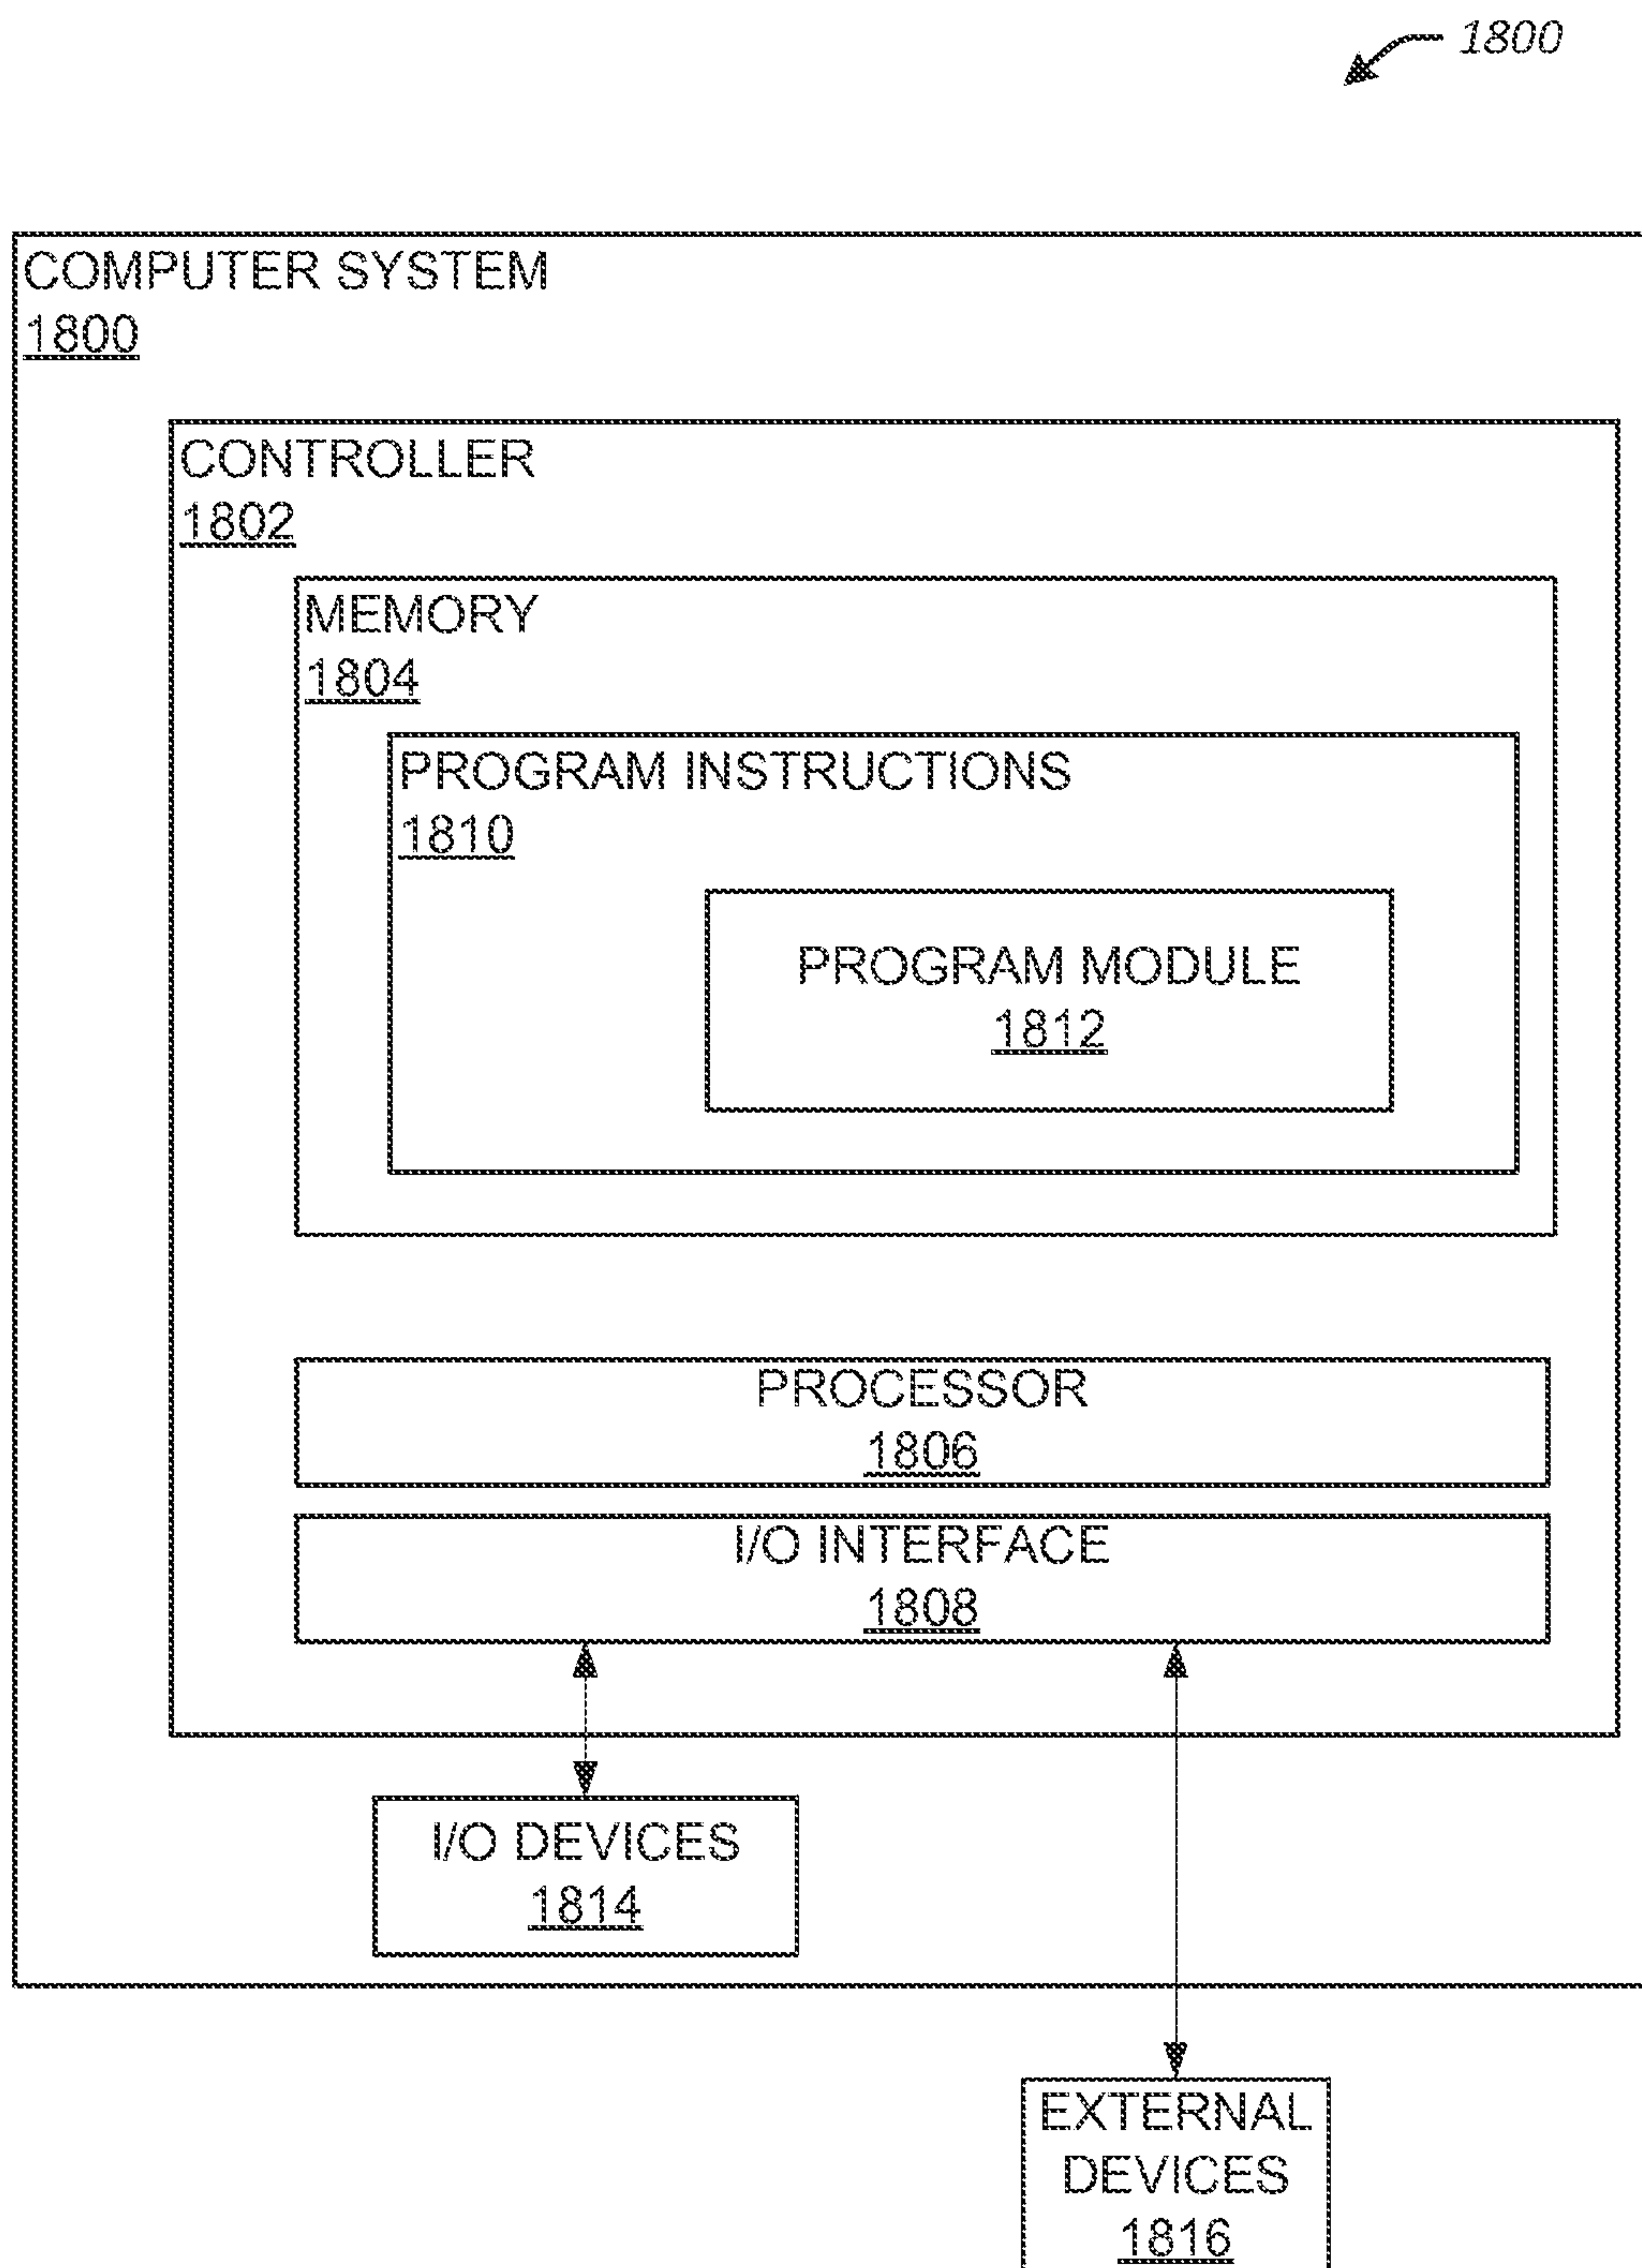 1800
COMPUTER SYSTEM
1800
CONTROLLER
1802
MEMORY
1804
PROGRAM INSTRUCTIONS
1810
PROGRAM MODULE
1812
PROCESSOR
1806
I/O INTERFACE
1808
I/O DEVICES
1814
EXTERNAL
DEVICES
1816